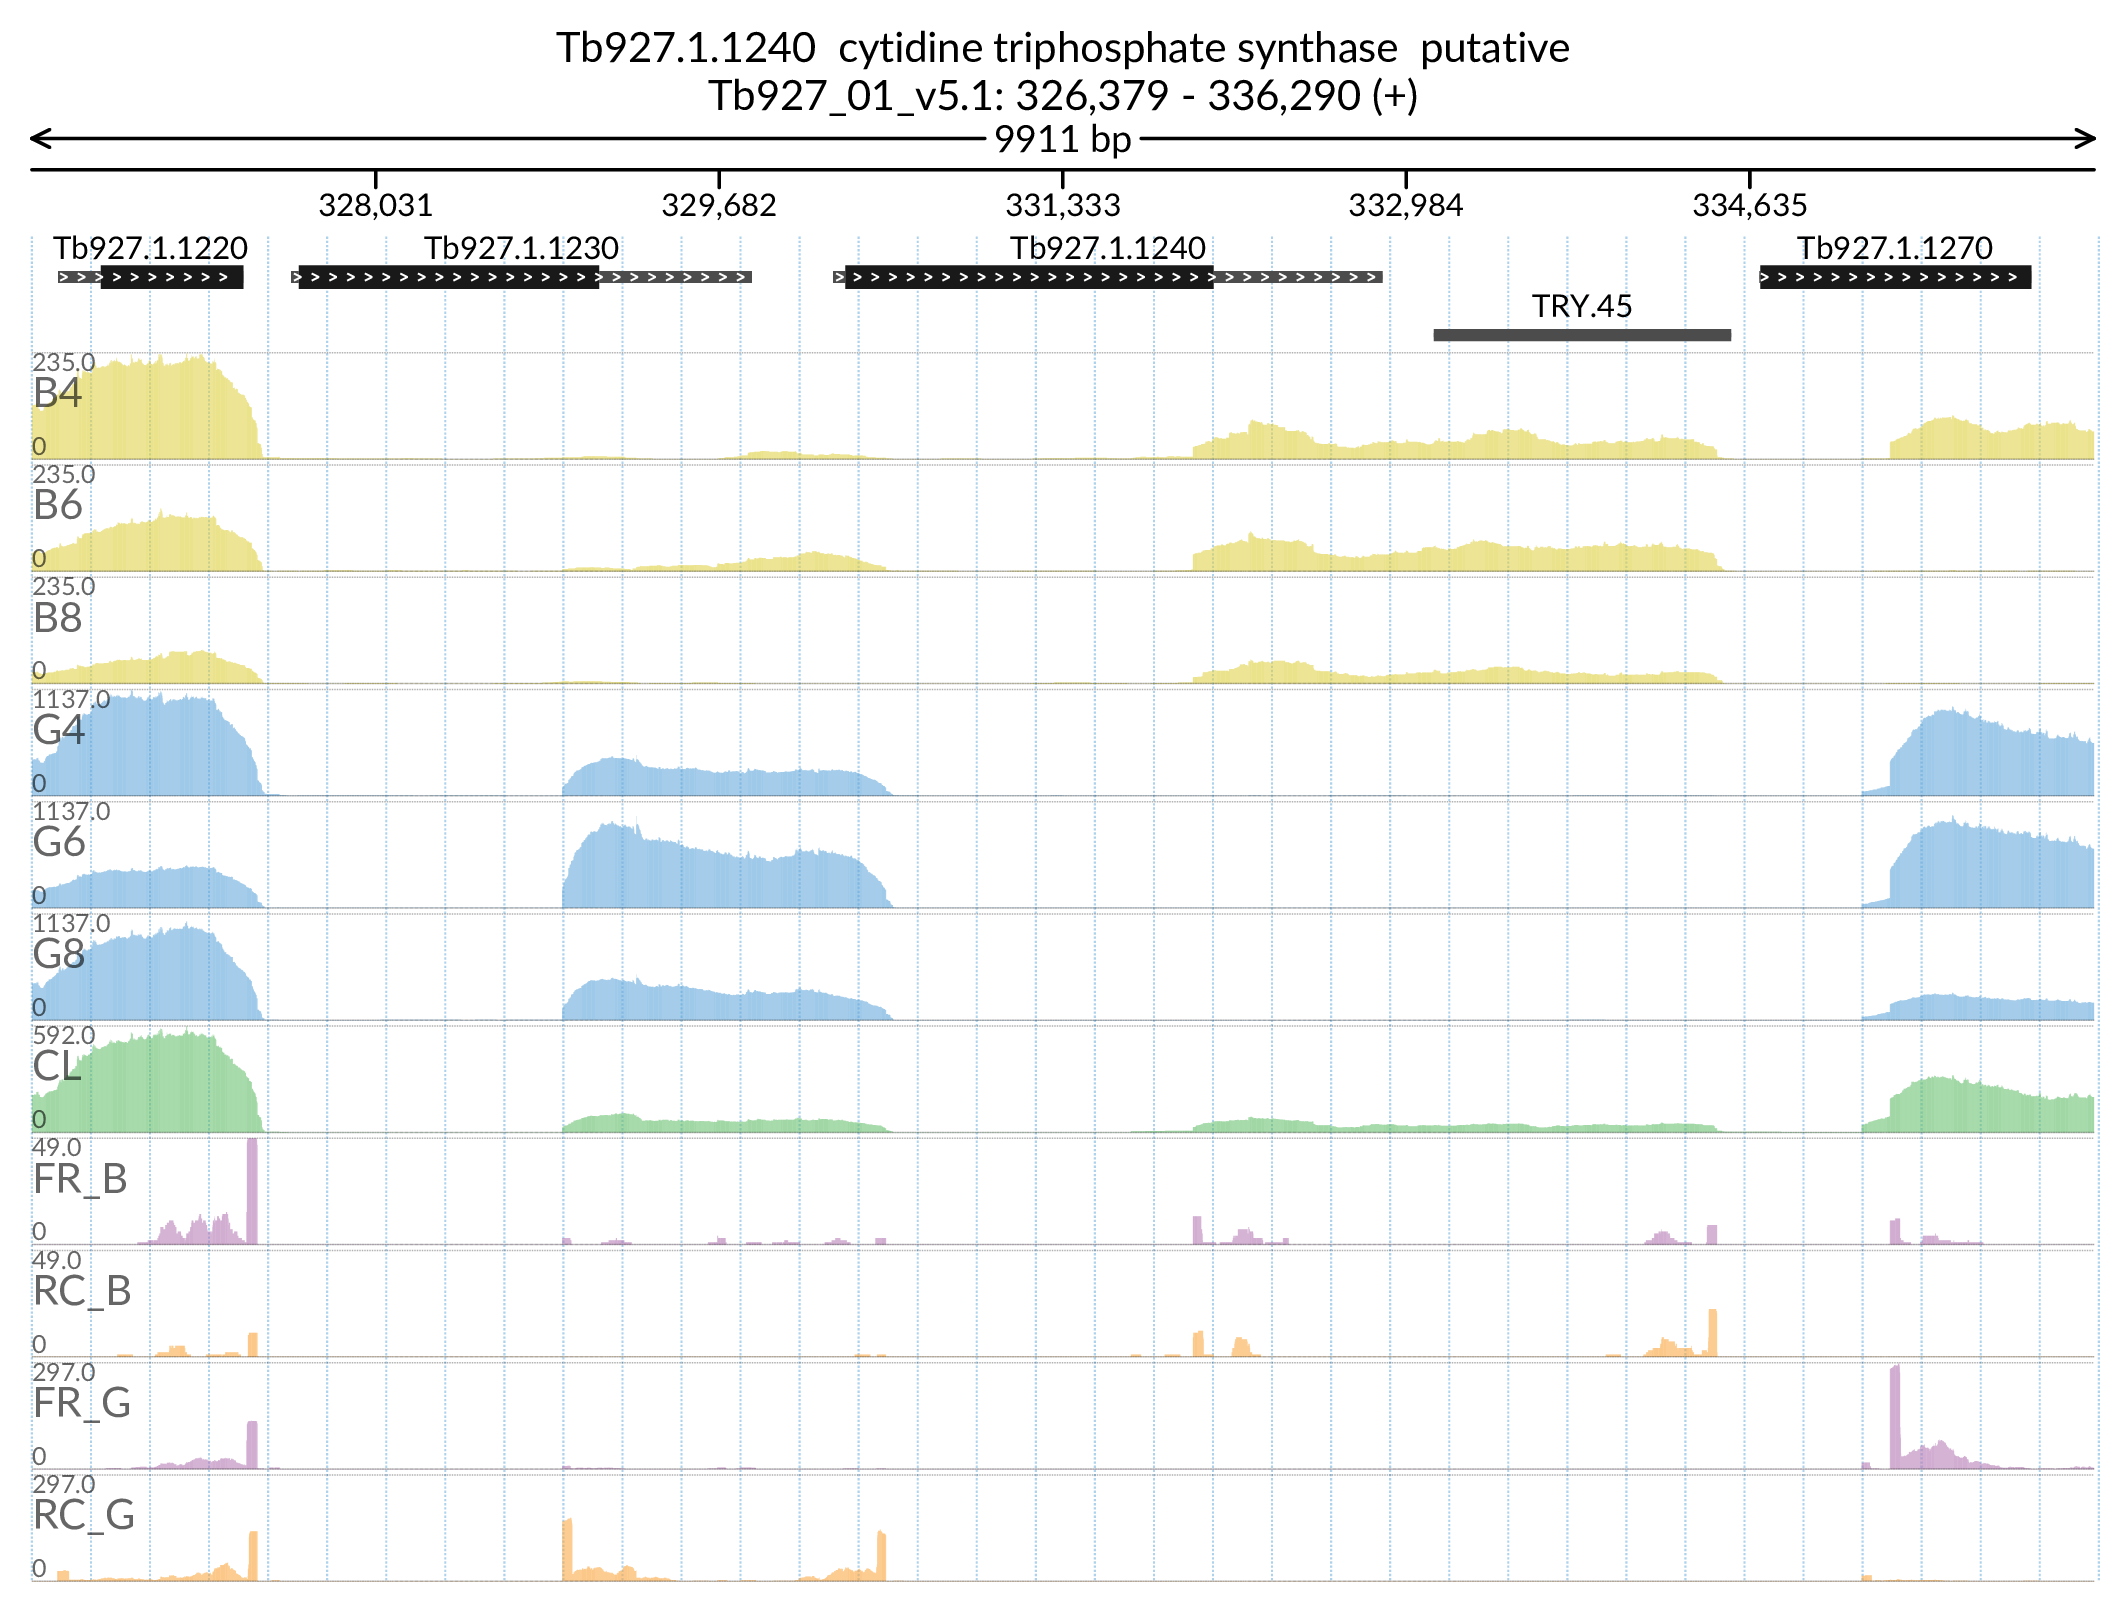 Tb927.1.1240  cytidine triphosphate synthase  putative
Tb927_01_v5.1: 326,379 - 336,290 (+)
9911 bp
328,031 329,682 331,333 332,984 334,635
Tb927.1.1220 Tb927.1.1230 Tb927.1.1240 Tb927.1.1270
TRY.45
235.0
B4
0
235.0
B6
0
235.0
B8
0
1137.0
G4
0
1137.0
G6
0
1137.0
G8
0
592.0
CL
0
49.0
FR_B
0
49.0
RC_B
0
297.0
FR_G
0
297.0
RC_G
0